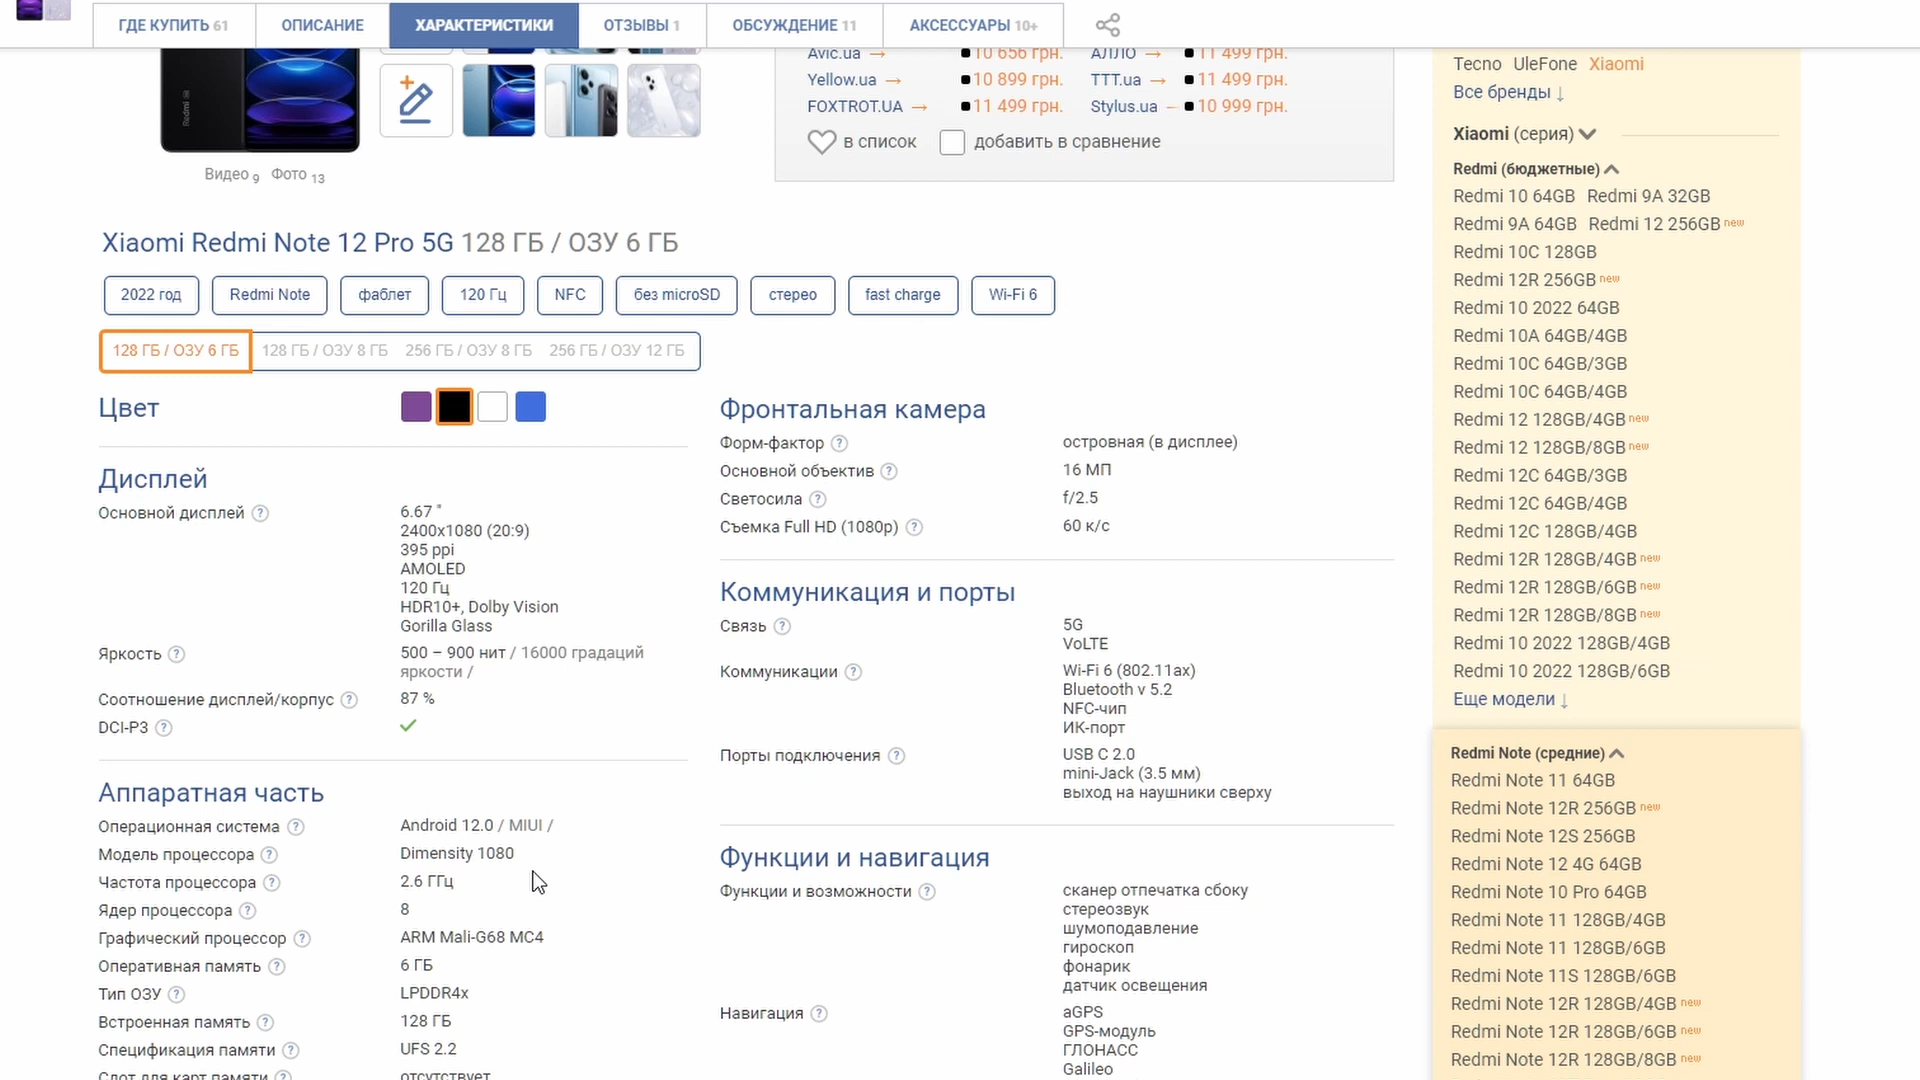 ГДЕ КУПИТЬ 61
ОПИСАНИЕ
ХАРАКТЕРИСТИКИ
ОТЗЫВЫ 1
ОБСУЖДЕНИЕ 11
АКСЕССУАРЫ 10+
Redmi
Видео 9 Фото 13
Avic.ua → 10 656 грн.
АЛЛО → 11 499 грн.
Yellow.ua → 10 899 грн.
TTT.ua → 11 499 грн.
FOXTROT.UA → 11 499 грн.
Stylus.ua → 10 999 грн.
в список
добавить в сравнение
Xiaomi Redmi Note 12 Pro 5G 128 ГБ / ОЗУ 6 ГБ
2022 год
Redmi Note
фаблет
120 Гц
NFC
без microSD
стерео
fast charge
Wi-Fi 6
128 ГБ / ОЗУ 6 ГБ
128 ГБ / ОЗУ 8 ГБ
256 ГБ / ОЗУ 8 ГБ
256 ГБ / ОЗУ 12 ГБ
Цвет
Дисплей
Основной дисплей ?
6.67 "
2400x1080 (20:9)
395 ppi
AMOLED
120 Гц
HDR10+, Dolby Vision
Gorilla Glass
Яркость ?
500 – 900 нит / 16000 градаций
яркости /
Соотношение дисплей/корпус ? 87 %
DCI-P3 ?
Аппаратная часть
Операционная система ? Android 12.0 / MIUI /
Модель процессора ? Dimensity 1080
Частота процессора ? 2.6 ГГц
Ядер процессора ? 8
Графический процессор ? ARM Mali-G68 MC4
Оперативная память ? 6 ГБ
Тип ОЗУ ? LPDDR4x
Встроенная память ? 128 ГБ
Спецификация памяти ? UFS 2.2
Слот для карт памяти ? отсутствует
Фронтальная камера
Форм-фактор ? островная (в дисплее)
Основной объектив ? 16 МП
Светосила ? f/2.5
Съемка Full HD (1080p) ? 60 к/с
Коммуникация и порты
Связь ? 5G
VoLTE
Коммуникации ? Wi-Fi 6 (802.11ax)
Bluetooth v 5.2
NFC-чип
ИК-порт
Порты подключения ? USB C 2.0
mini-Jack (3.5 мм)
выход на наушники сверху
Функции и навигация
Функции и возможности ? сканер отпечатка сбоку
стереозвук
шумоподавление
гироскоп
фонарик
датчик освещения
Навигация ? aGPS
GPS-модуль
ГЛОНАСС
Galileo
Tecno UleFone Xiaomi
Все бренды ↓
Xiaomi (серия)
Redmi (бюджетные)
Redmi 10 64GB Redmi 9A 32GB
Redmi 9A 64GB Redmi 12 256GB new
Redmi 10C 128GB
Redmi 12R 256GB new
Redmi 10 2022 64GB
Redmi 10A 64GB/4GB
Redmi 10C 64GB/3GB
Redmi 10C 64GB/4GB
Redmi 12 128GB/4GB new
Redmi 12 128GB/8GB new
Redmi 12C 64GB/3GB
Redmi 12C 64GB/4GB
Redmi 12C 128GB/4GB
Redmi 12R 128GB/4GB new
Redmi 12R 128GB/6GB new
Redmi 12R 128GB/8GB new
Redmi 10 2022 128GB/4GB
Redmi 10 2022 128GB/6GB
Еще модели ↓
Redmi Note (средние)
Redmi Note 11 64GB
Redmi Note 12R 256GB new
Redmi Note 12S 256GB
Redmi Note 12 4G 64GB
Redmi Note 10 Pro 64GB
Redmi Note 11 128GB/4GB
Redmi Note 11 128GB/6GB
Redmi Note 11S 128GB/6GB
Redmi Note 12R 128GB/4GB new
Redmi Note 12R 128GB/6GB new
Redmi Note 12R 128GB/8GB new